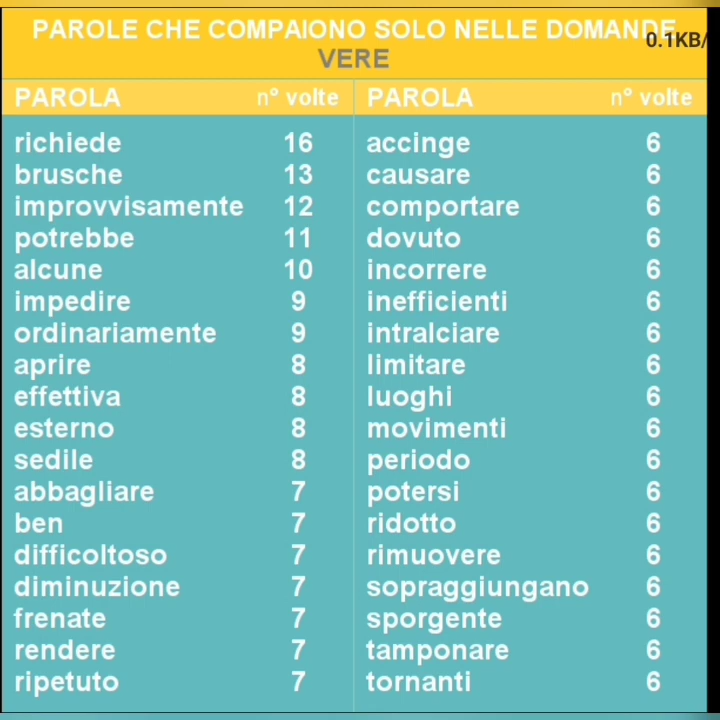 PAROLE CHE COMPAIONO SOLO NELLE DOMANDE
0.1KB/
VERE
PAROLA n° volte PAROLA n° volte
richiede 16 accinge 6
brusche 13 causare 6
improvvisamente 12 comportare 6
potrebbe 11 dovuto 6
alcune 10 incorrere 6
impedire 9 inefficienti 6
ordinariamente 9 intralciare 6
aprire 8 limitare 6
effettiva 8 luoghi 6
esterno 8 movimenti 6
sedile 8 periodo 6
abbagliare 7 potersi 6
ben 7 ridotto 6
difficoltoso 7 rimuovere 6
diminuzione 7 sopraggiungano 6
frenate 7 sporgente 6
rendere 7 tamponare 6
ripetuto 7 tornanti 6